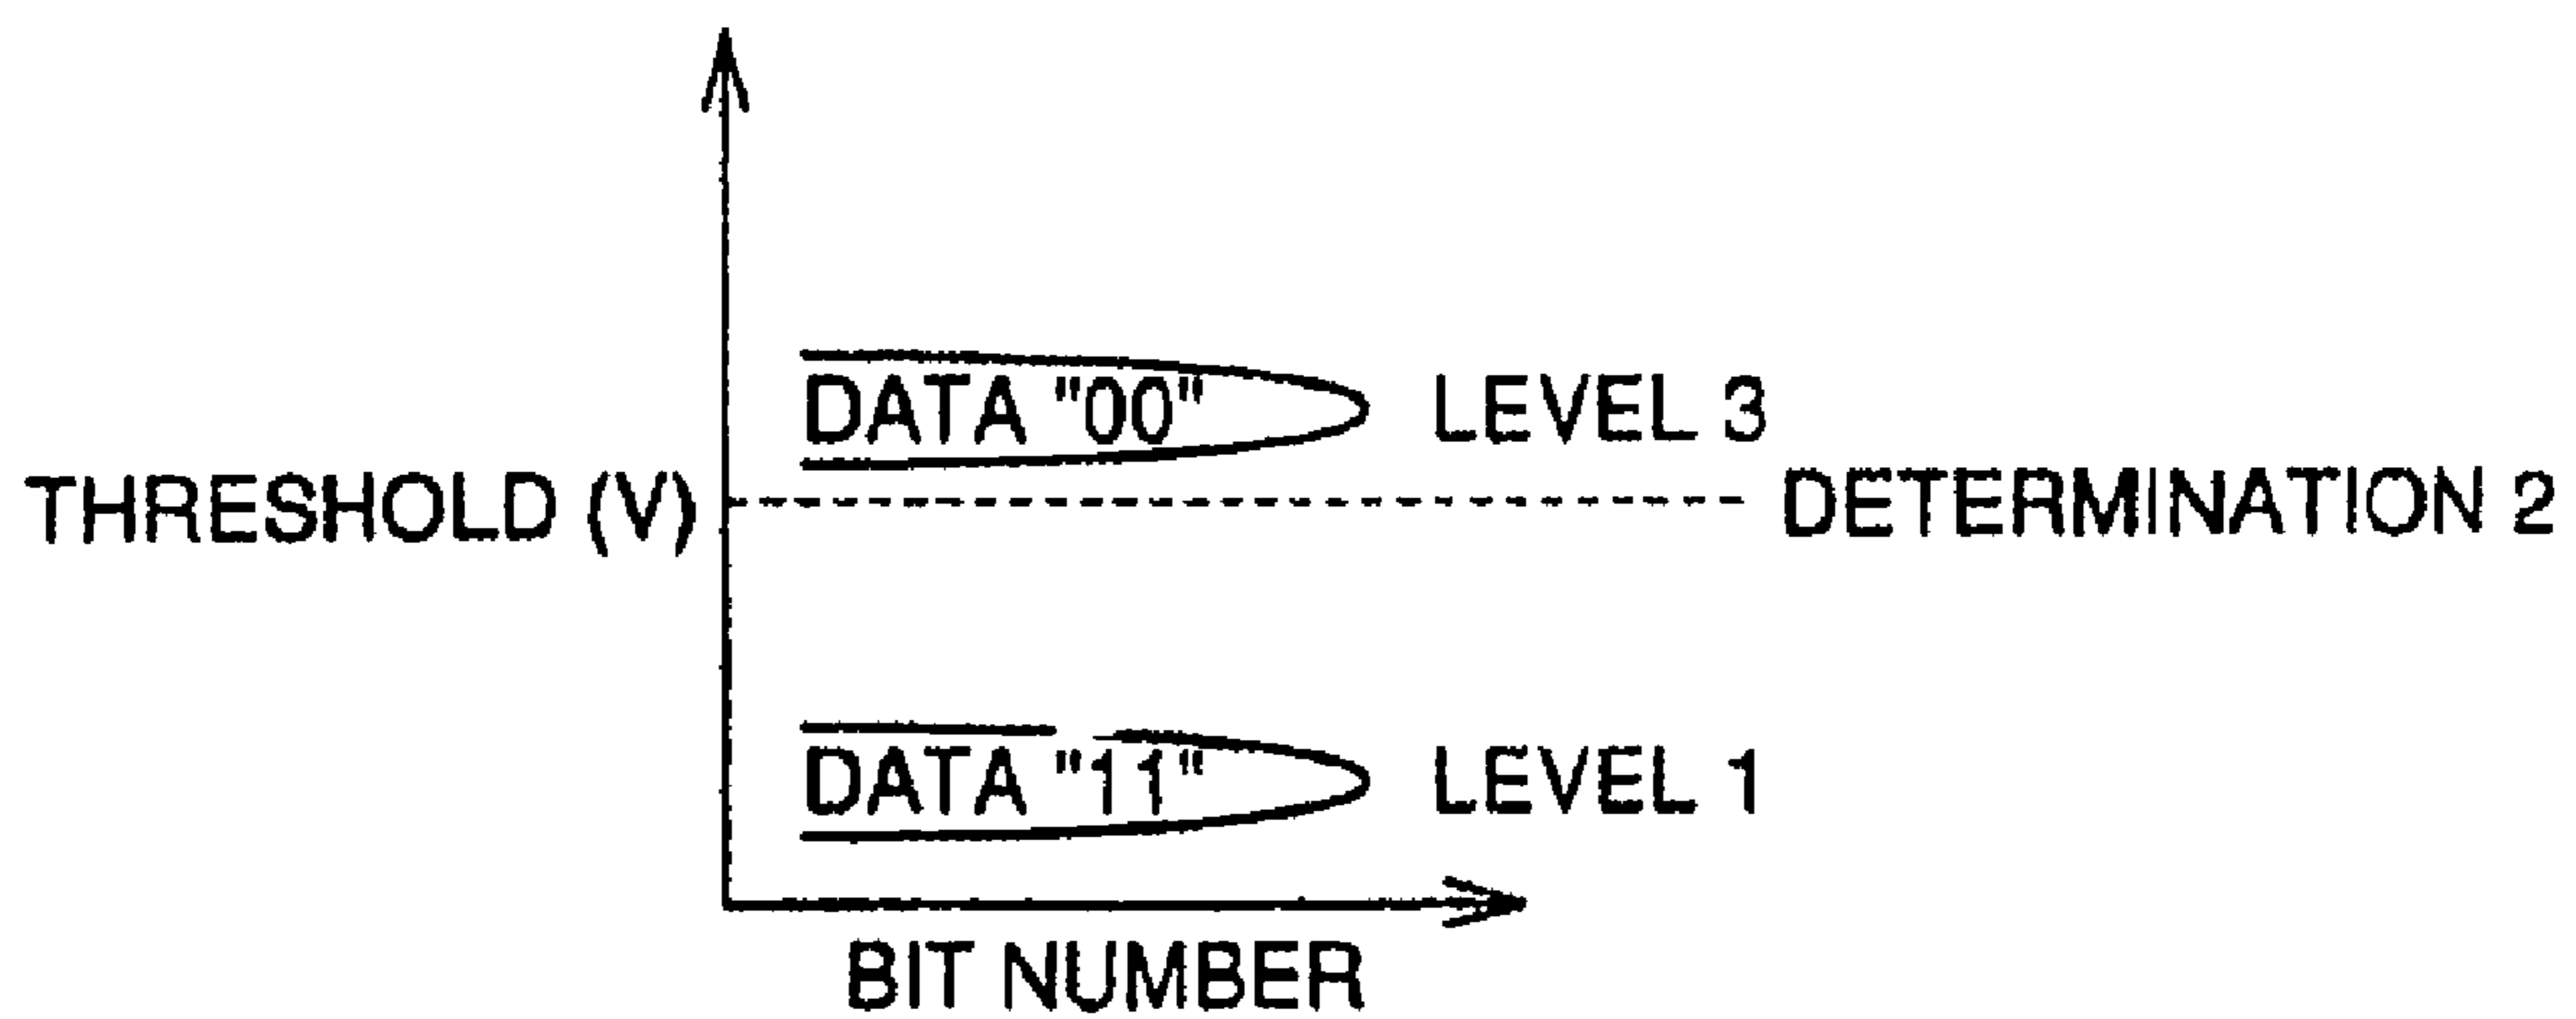 DATA "00" LEVEL 3
THRESHOLD (V) DETERMINATION 2
DATA "11" LEVEL 1
BIT NUMBER